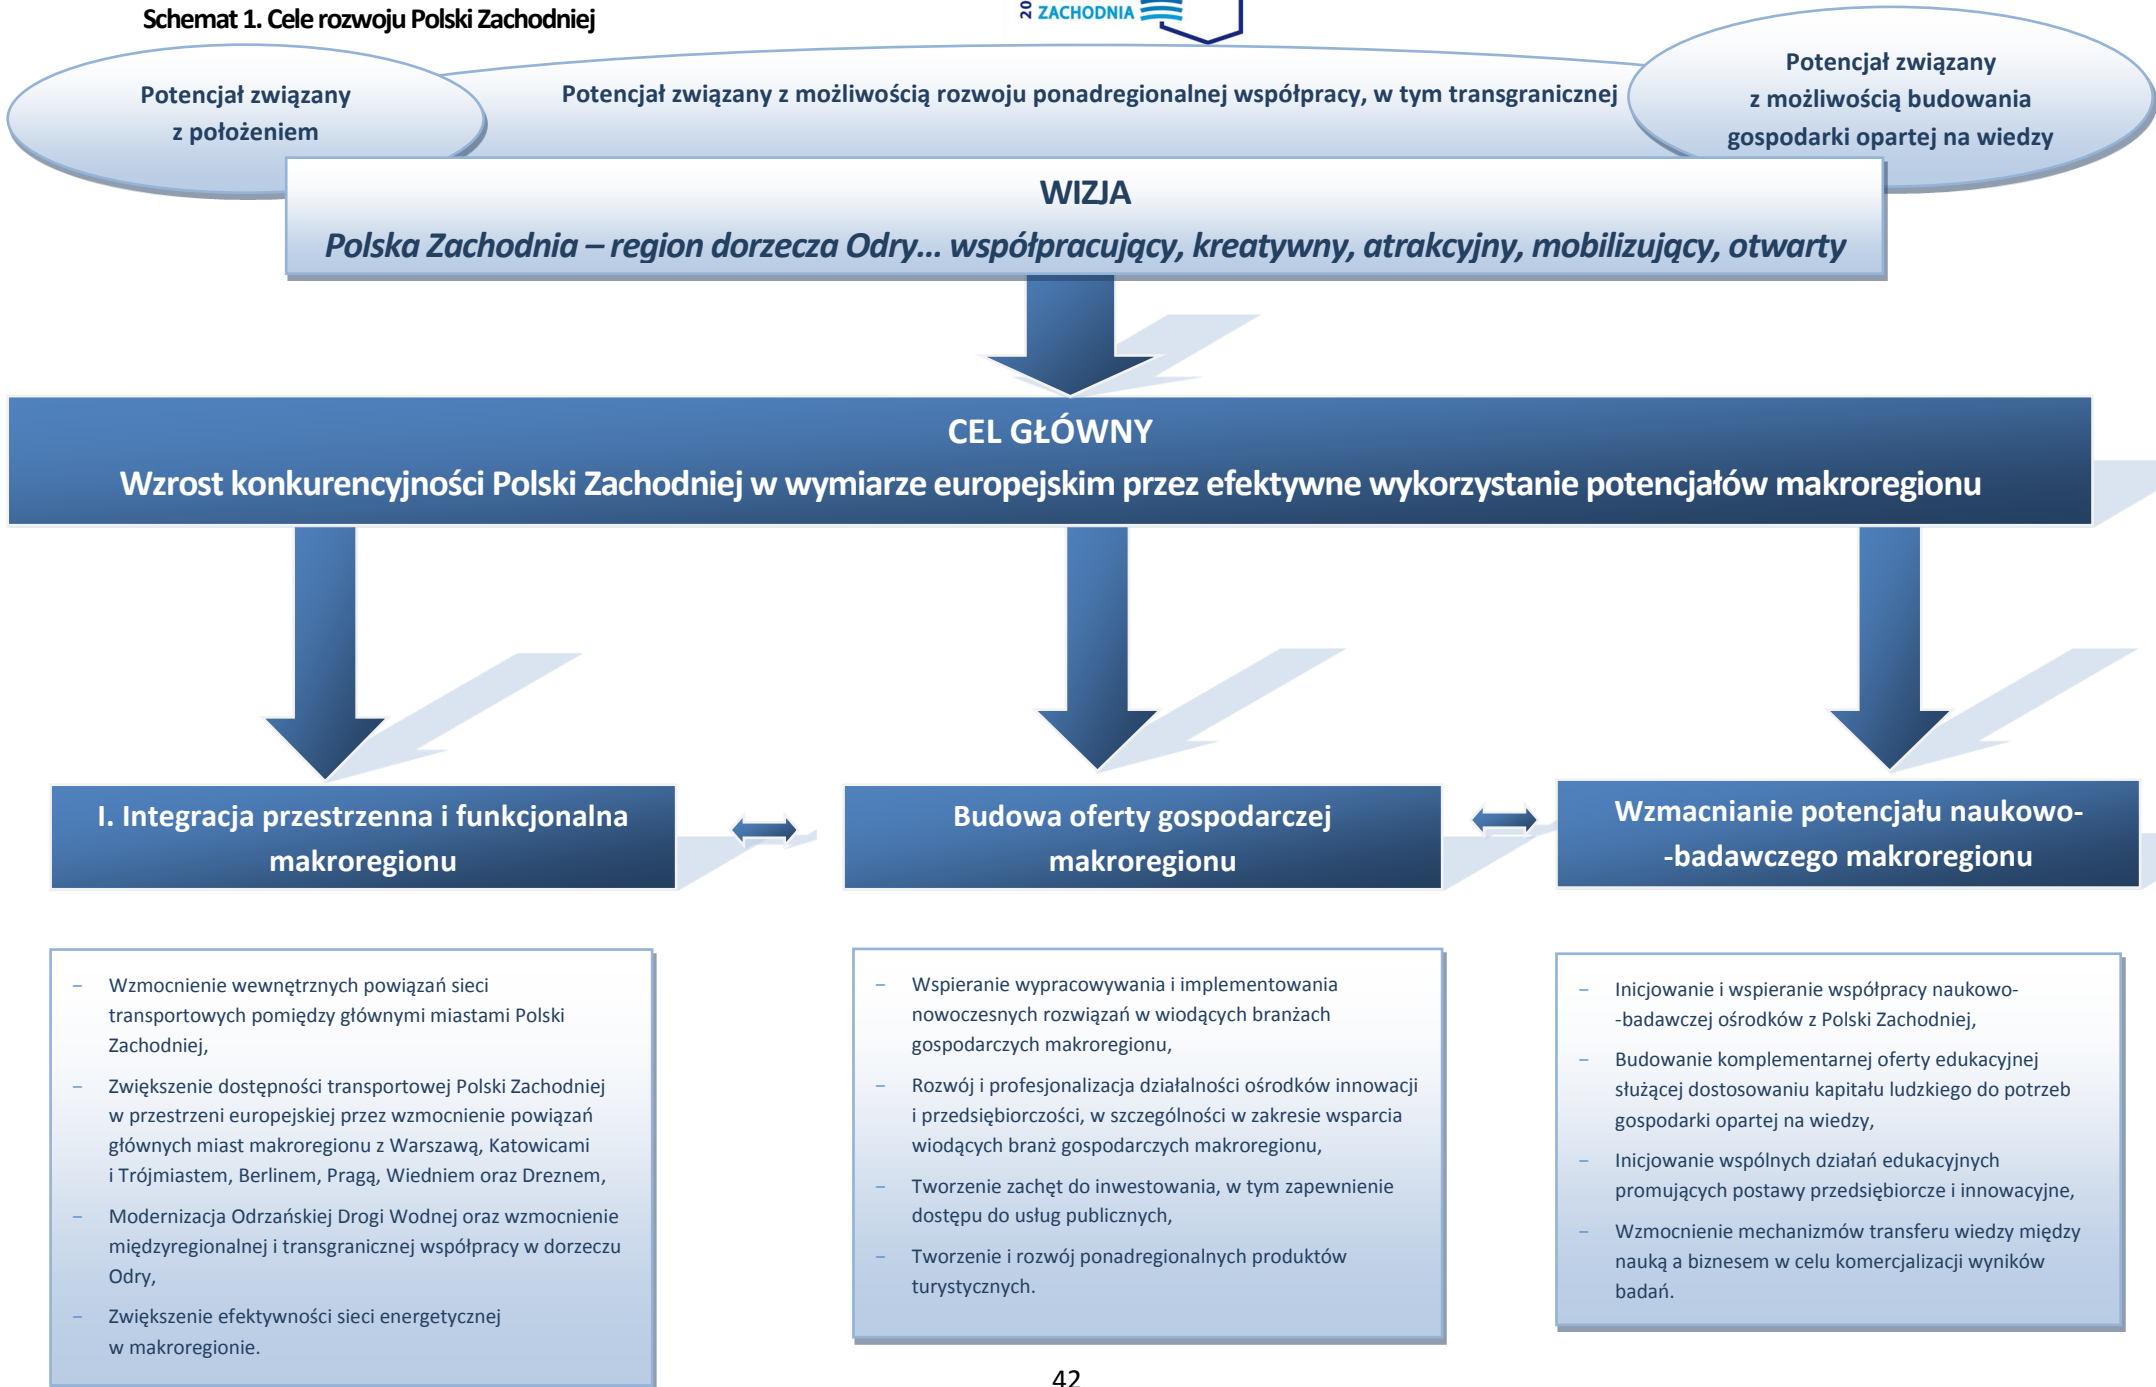 Schemat 1. Cele rozwoju Polski Zachodniej
20
ZACHODNIA
Potencjał związany
z położeniem
Potencjał związany z możliwością rozwoju ponadregionalnej współpracy, w tym transgranicznej
Potencjał związany
z możliwością budowania
gospodarki opartej na wiedzy
WIZJA
Polska Zachodnia – region dorzecza Odry... współpracujący, kreatywny, atrakcyjny, mobilizujący, otwarty
CEL GŁÓWNY
Wzrost konkurencyjności Polski Zachodniej w wymiarze europejskim przez efektywne wykorzystanie potencjałów makroregionu
I. Integracja przestrzenna i funkcjonalna
makroregionu
Budowa oferty gospodarczej
makroregionu
Wzmacnianie potencjału naukowo-
-badawczego makroregionu
– Wzmocnienie wewnętrznych powiązań sieci
transportowych pomiędzy głównymi miastami Polski
Zachodniej,
– Zwiększenie dostępności transportowej Polski Zachodniej
w przestrzeni europejskiej przez wzmocnienie powiązań
głównych miast makroregionu z Warszawą, Katowicami
i Trójmiastem, Berlinem, Pragą, Wiedniem oraz Dreznem,
– Modernizacja Odrzańskiej Drogi Wodnej oraz wzmocnienie
międzyregionalnej i transgranicznej współpracy w dorzeczu
Odry,
– Zwiększenie efektywności sieci energetycznej
w makroregionie.
– Wspieranie wypracowywania i implementowania
nowoczesnych rozwiązań w wiodących branżach
gospodarczych makroregionu,
– Rozwój i profesjonalizacja działalności ośrodków innowacji
i przedsiębiorczości, w szczególności w zakresie wsparcia
wiodących branż gospodarczych makroregionu,
– Tworzenie zachęt do inwestowania, w tym zapewnienie
dostępu do usług publicznych,
– Tworzenie i rozwój ponadregionalnych produktów
turystycznych.
– Inicjowanie i wspieranie współpracy naukowo-
-badawczej ośrodków z Polski Zachodniej,
– Budowanie komplementarnej oferty edukacyjnej
służącej dostosowaniu kapitału ludzkiego do potrzeb
gospodarki opartej na wiedzy,
– Inicjowanie wspólnych działań edukacyjnych
promujących postawy przedsiębiorcze i innowacyjne,
– Wzmocnienie mechanizmów transferu wiedzy między
nauką a biznesem w celu komercjalizacji wyników
badań.
42